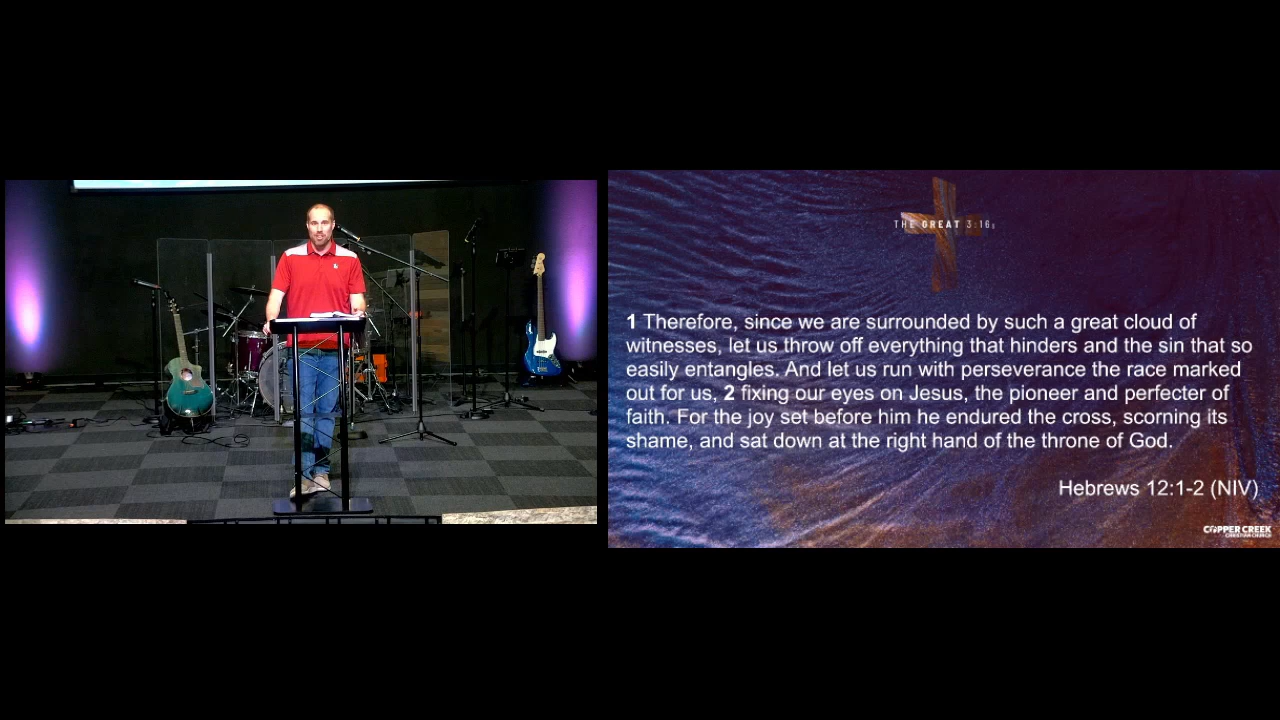 THE GREAT 3:16s
1 Therefore, since we are surrounded by such a great cloud of
witnesses, let us throw off everything that hinders and the sin that so
easily entangles. And let us run with perseverance the race marked
out for us, 2 fixing our eyes on Jesus, the pioneer and perfecter of
faith. For the joy set before him he endured the cross, scorning its
shame, and sat down at the right hand of the throne of God.
Hebrews 12:1-2 (NIV)
COPPER CREEK
CHRISTIAN CHURCH